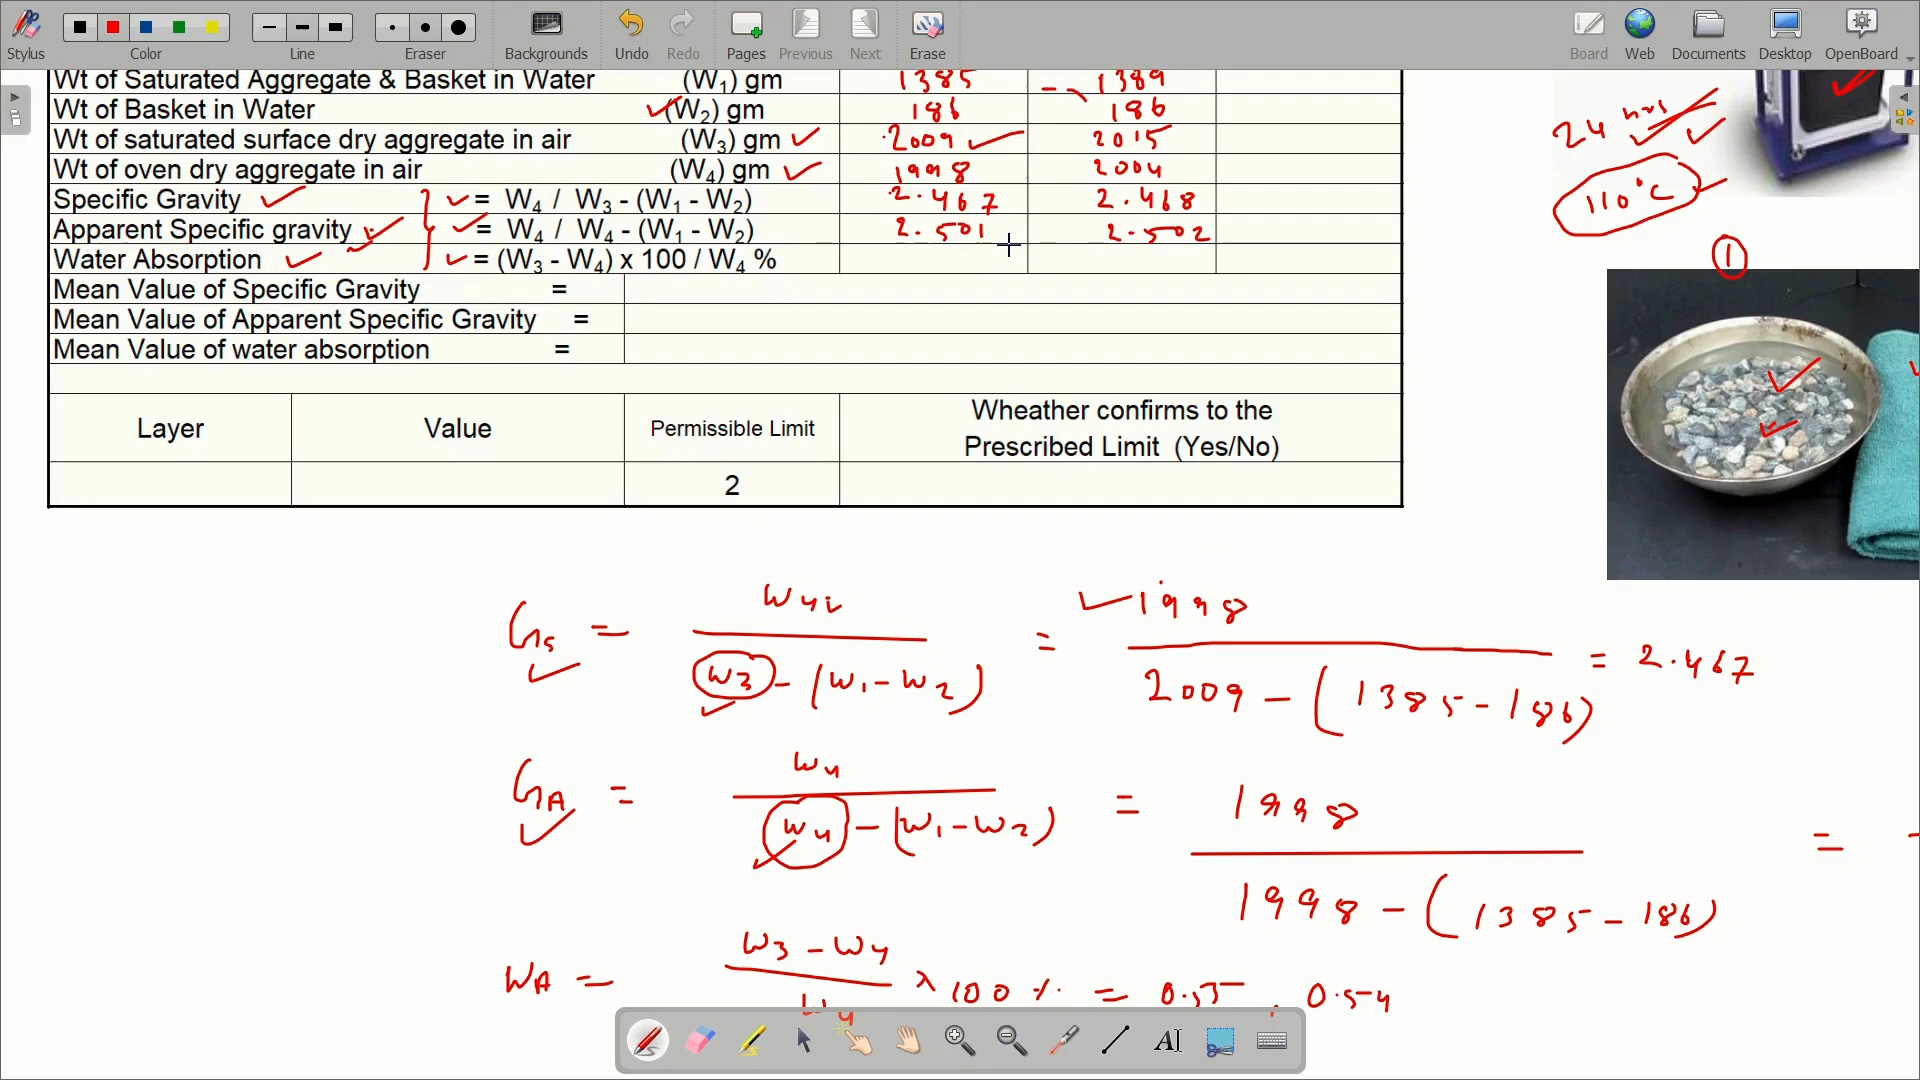 Stylus Color Line Eraser Backgrounds Undo Redo Pages Previous Next Erase Board Web Documents Desktop OpenBoard
Wt of Saturated Aggregate & Basket in Water (W1) gm 1385 1389
Wt of Basket in Water (W2) gm 186 186
Wt of saturated surface dry aggregate in air (W3) gm 2009 2015
Wt of oven dry aggregate in air (W4) gm 1998 2004
Specific Gravity = W4 / W3 - (W1 - W2) 2.467 2.468
Apparent Specific gravity = W4 / W4 - (W1 - W2) 2.501 2.502
Water Absorption = (W3 - W4) x 100 / W4 %
Mean Value of Specific Gravity =
Mean Value of Apparent Specific Gravity =
Mean Value of water absorption =
Layer Value Permissible Limit Wheather confirms to the
Prescribed Limit (Yes/No)
2
24 hrs
110°C
1
Gs = W4 / W3 - (W1 - W2) = 1998 / 2009 - (1385 - 186) = 2.467
GA = W4 / W4 - (W1 - W2) = 1998 / 1998 - (1385 - 186) =
WA = W3 - W4 / W4 x 100 % = 0.55, 0.54